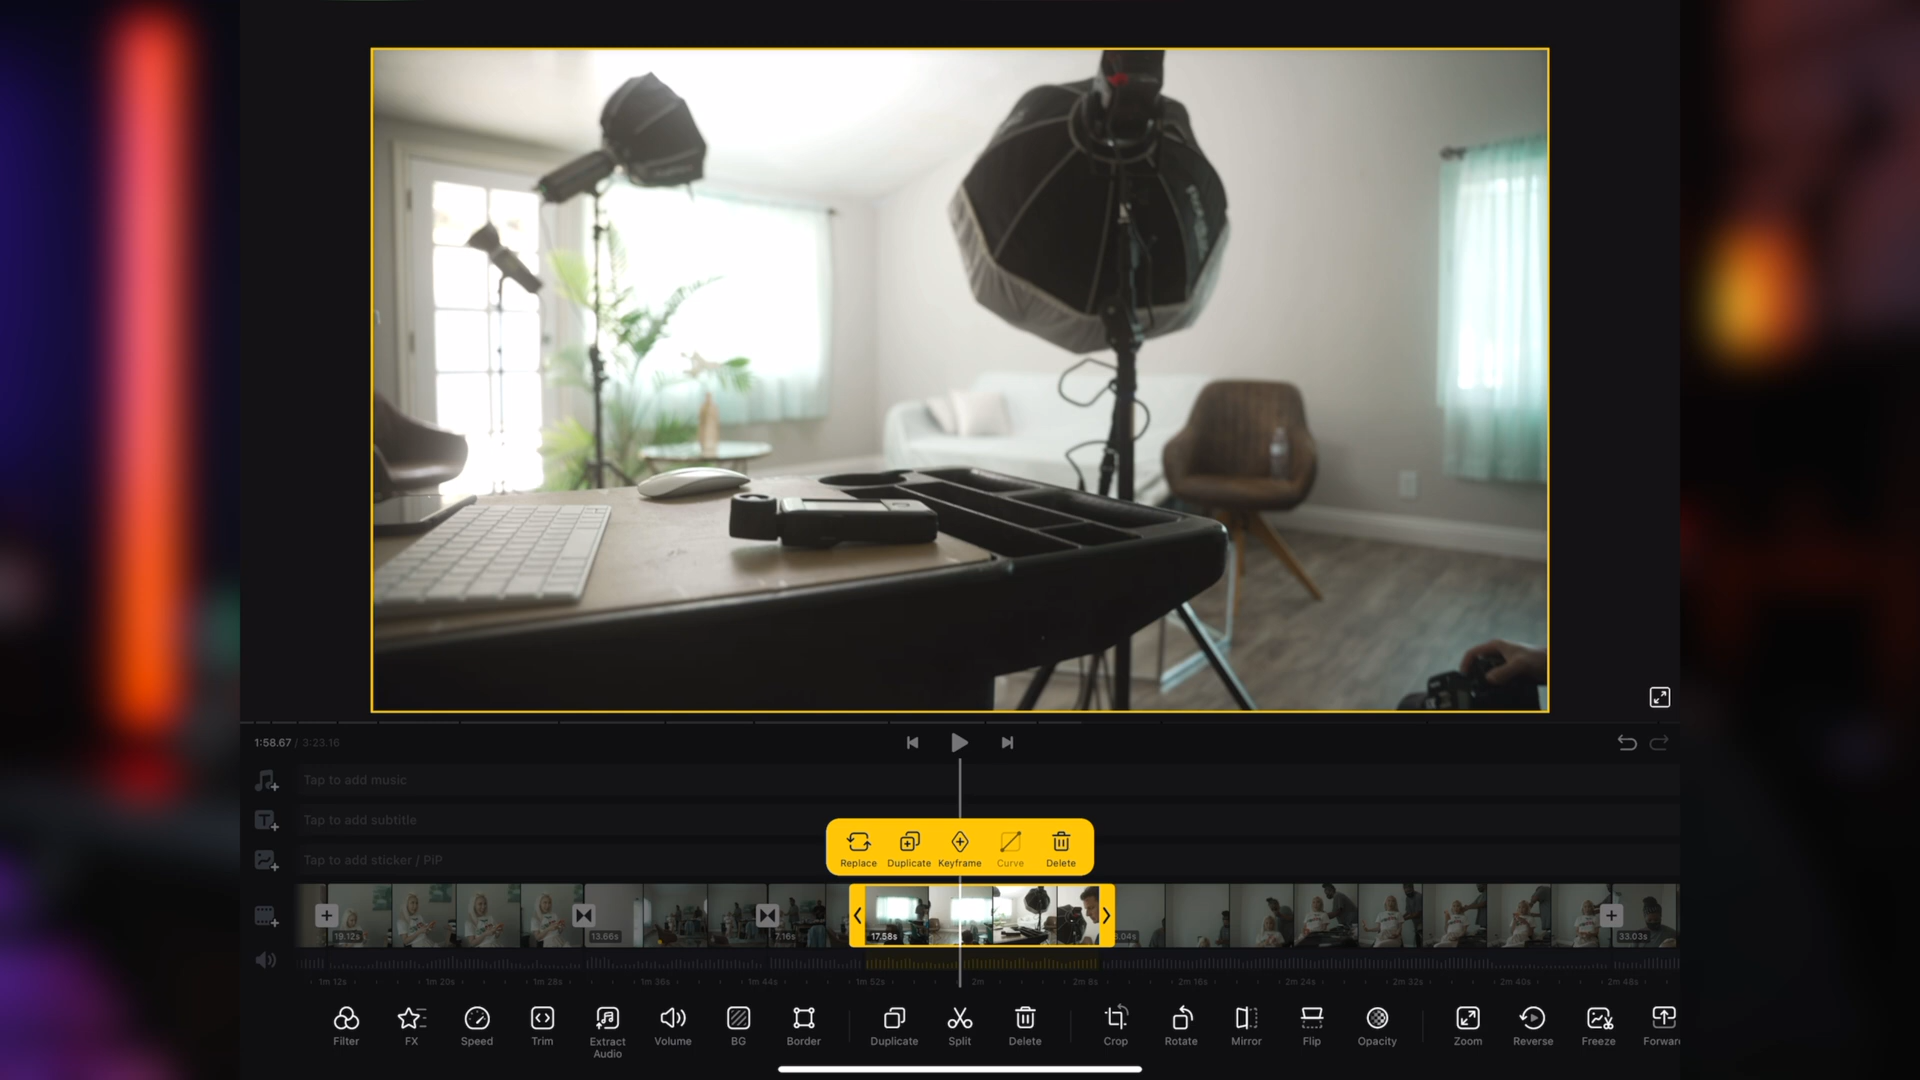 1:58.67 / 3:23.16
Tap to add music
Tap to add subtitle
Tap to add sticker / PiP
Replace Duplicate Keyframe Curve Delete
19.12s 13.66s 7.16s 17.58s .04s 33.03s
1m 12s 1m 20s 1m 28s 1m 36s 1m 44s 1m 52s 2m 2m 8s 2m 16s 2m 24s 2m 32s 2m 40s 2m 48s
Filter FX Speed Trim Extract Audio Volume BG Border Duplicate Split Delete Crop Rotate Mirror Flip Opacity Zoom Reverse Freeze Forwar